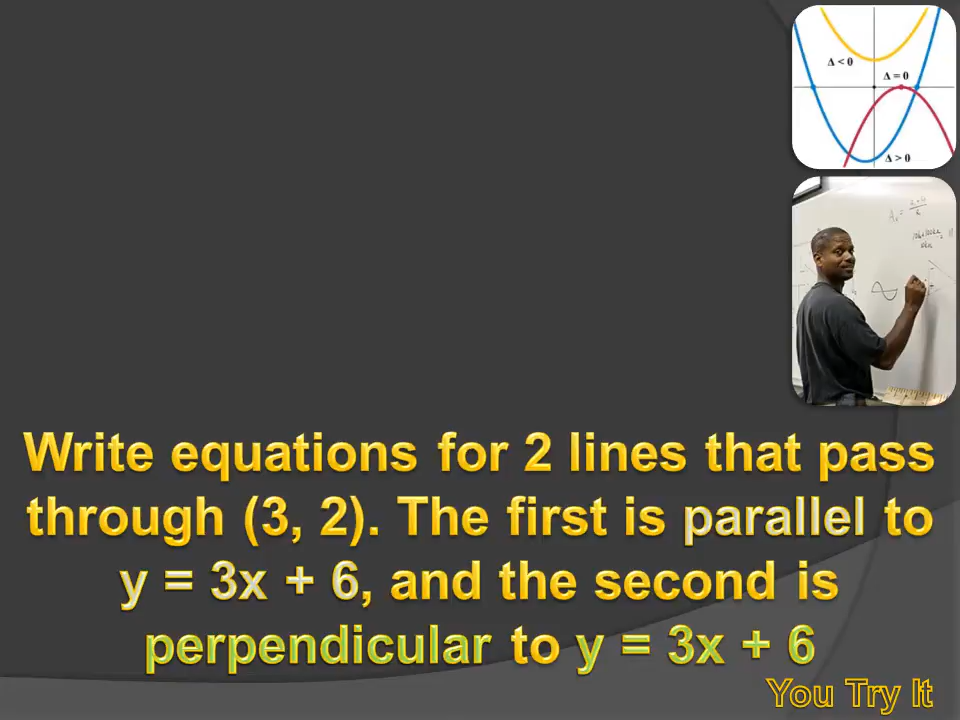 Δ < 0
Δ = 0
Δ > 0
Write equations for 2 lines that pass
through (3, 2). The first is parallel to
y = 3x + 6, and the second is
perpendicular to y = 3x + 6
You Try It